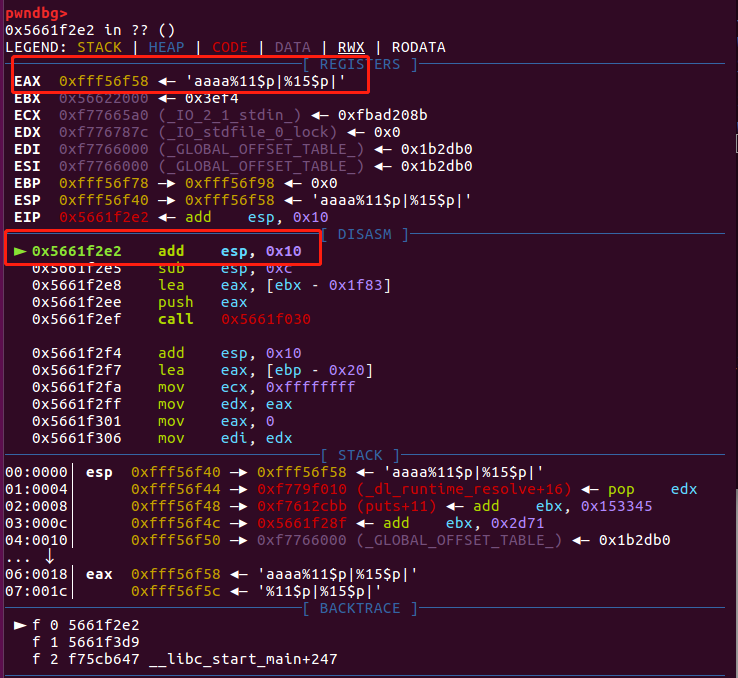 pwndbg>
0x5661f2e2 in ?? ()
LEGEND: STACK | HEAP | CODE | DATA | RWX | RODATA
[ REGISTERS ]
EAX  0xfff56f58 ◂— 'aaaa%11$p|%15$p|'
EBX  0x56622000 ◂— 0x3ef4
ECX  0xf77665a0 (_IO_2_1_stdin_) ◂— 0xfbad208b
EDX  0xf776787c (_IO_stdfile_0_lock) ◂— 0x0
EDI  0xf7766000 (_GLOBAL_OFFSET_TABLE_) ◂— 0x1b2db0
ESI  0xf7766000 (_GLOBAL_OFFSET_TABLE_) ◂— 0x1b2db0
EBP  0xfff56f78 —▸ 0xfff56f98 ◂— 0x0
ESP  0xfff56f40 —▸ 0xfff56f58 ◂— 'aaaa%11$p|%15$p|'
EIP  0x5661f2e2 ◂— add    esp, 0x10
[ DISASM ]
► 0x5661f2e2    add    esp, 0x10
0x5661f2e5    sub    esp, 0xc
0x5661f2e8    lea    eax, [ebx - 0x1f83]
0x5661f2ee    push   eax
0x5661f2ef    call   0x5661f030
0x5661f2f4    add    esp, 0x10
0x5661f2f7    lea    eax, [ebp - 0x20]
0x5661f2fa    mov    ecx, 0xffffffff
0x5661f2ff    mov    edx, eax
0x5661f301    mov    eax, 0
0x5661f306    mov    edi, edx
[ STACK ]
00:0000│ esp  0xfff56f40 —▸ 0xfff56f58 ◂— 'aaaa%11$p|%15$p|'
01:0004│      0xfff56f44 —▸ 0xf779f010 (_dl_runtime_resolve+16) ◂— pop    edx
02:0008│      0xfff56f48 —▸ 0xf7612cbb (puts+11) ◂— add    ebx, 0x153345
03:000c│      0xfff56f4c —▸ 0x5661f28f ◂— add    ebx, 0x2d71
04:0010│      0xfff56f50 —▸ 0xf7766000 (_GLOBAL_OFFSET_TABLE_) ◂— 0x1b2db0
... ↓
06:0018│ eax  0xfff56f58 ◂— 'aaaa%11$p|%15$p|'
07:001c│      0xfff56f5c ◂— '%11$p|%15$p|'
[ BACKTRACE ]
► f 0 5661f2e2
f 1 5661f3d9
f 2 f75cb647 __libc_start_main+247